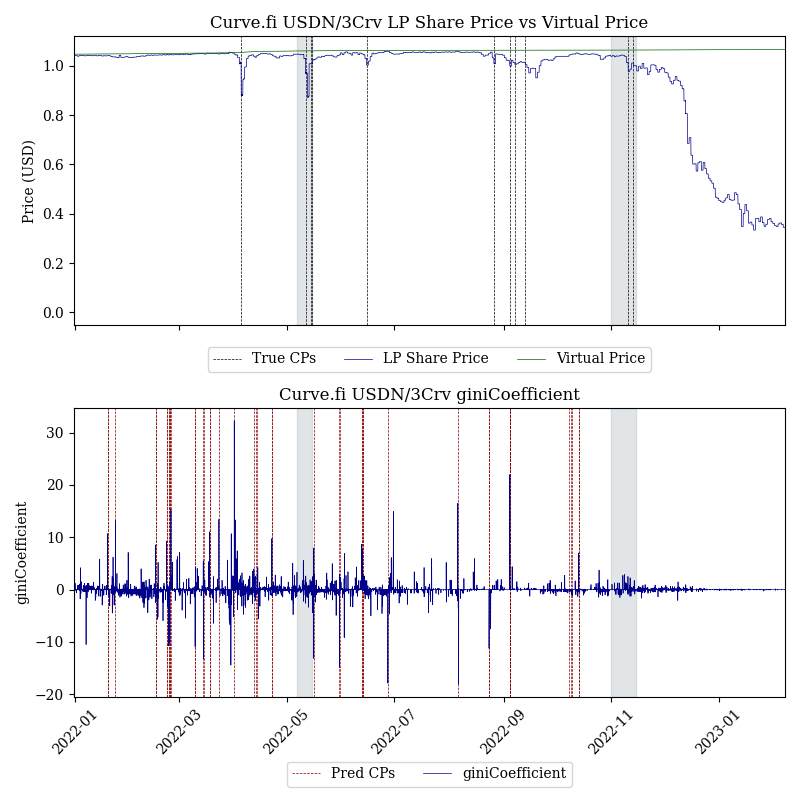 Curve.fi USDN/3Crv LP Share Price vs Virtual Price
Price (USD)
1.0
0.8
0.6
0.4
0.2
0.0
True CPs LP Share Price Virtual Price
Curve.fi USDN/3Crv giniCoefficient
giniCoefficient
30
20
10
0
−10
−20
2022-01 2022-03 2022-05 2022-07 2022-09 2022-11 2023-01
Pred CPs giniCoefficient